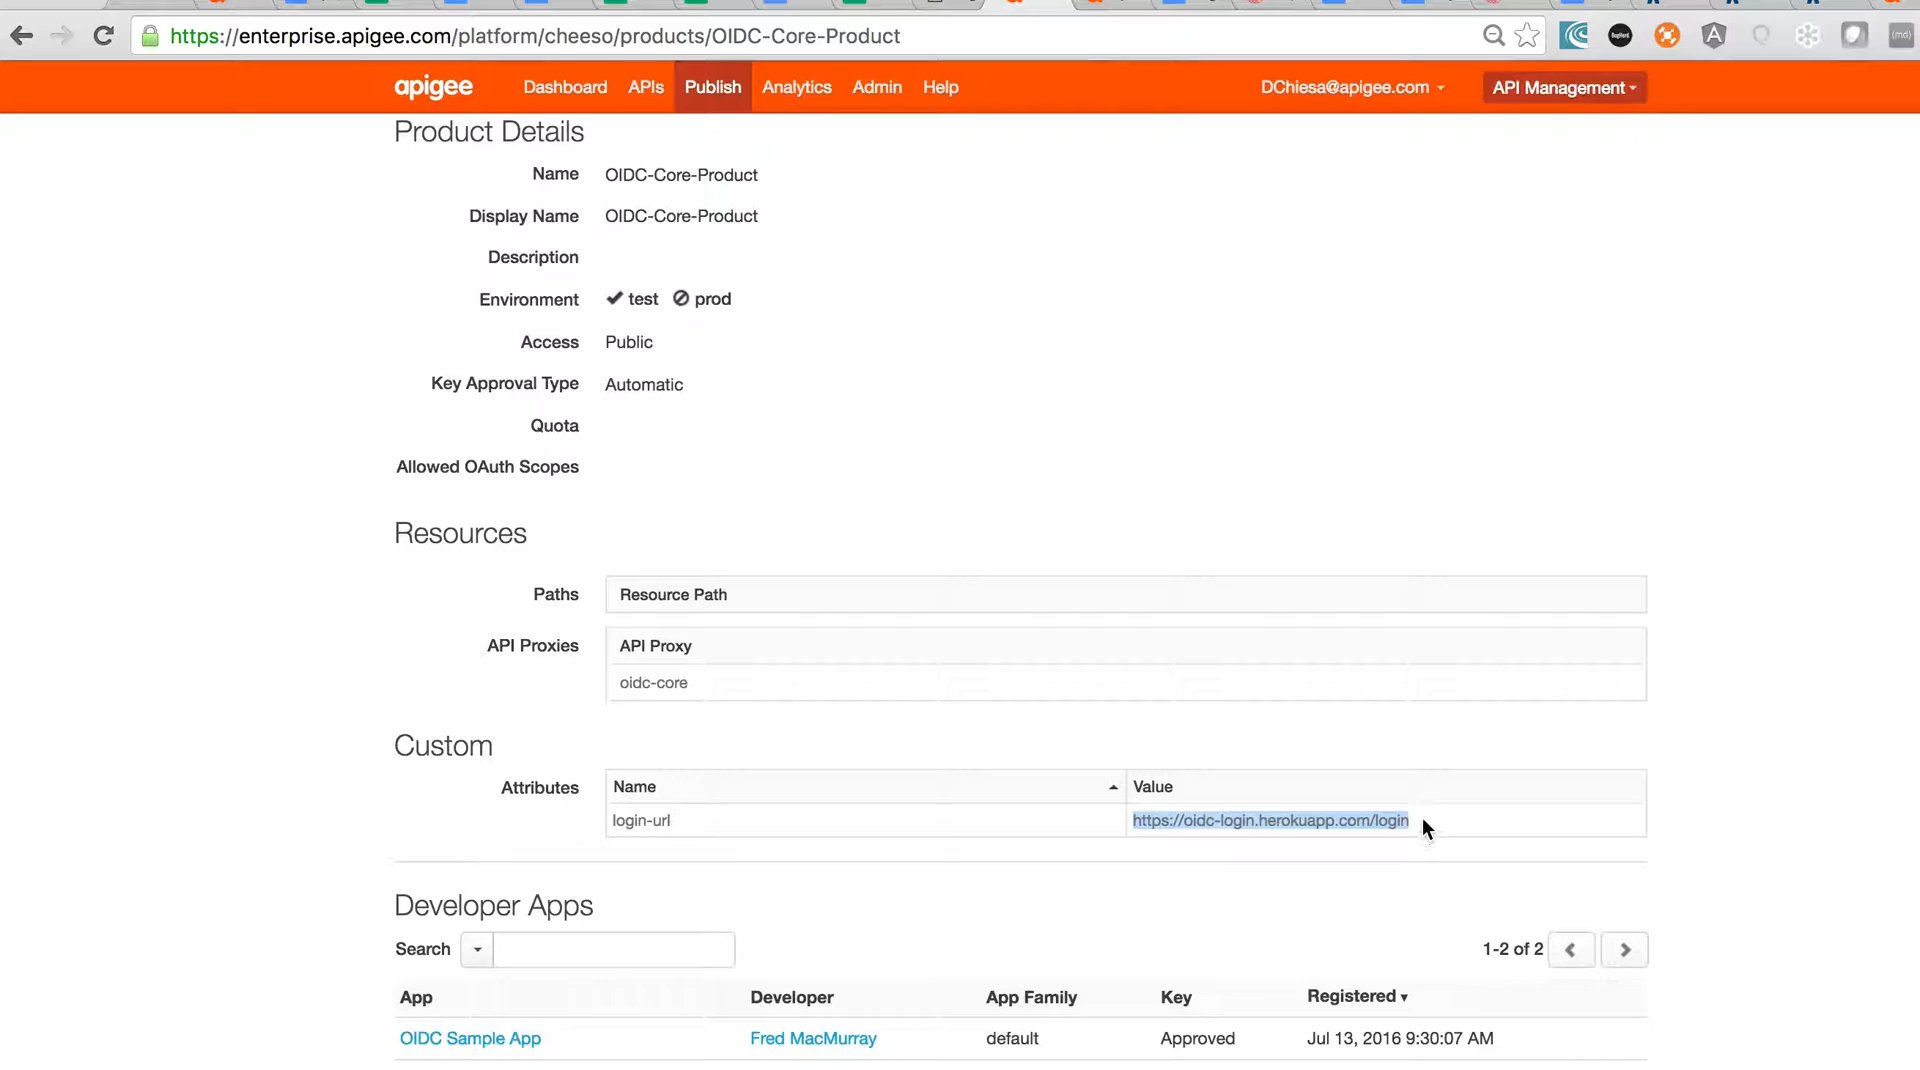 https://enterprise.apigee.com/platform/cheeso/products/OIDC-Core-Product
apigee Dashboard APIs Publish Analytics Admin Help DChiesa@apigee.com API Management
Product Details
Name OIDC-Core-Product
Display Name OIDC-Core-Product
Description
Environment test prod
Access Public
Key Approval Type Automatic
Quota
Allowed OAuth Scopes
Resources
Paths Resource Path
API Proxies API Proxy
oidc-core
Custom
Attributes Name Value
login-url https://oidc-login.herokuapp.com/login
Developer Apps
Search 1-2 of 2
App Developer App Family Key Registered
OIDC Sample App Fred MacMurray default Approved Jul 13, 2016 9:30:07 AM